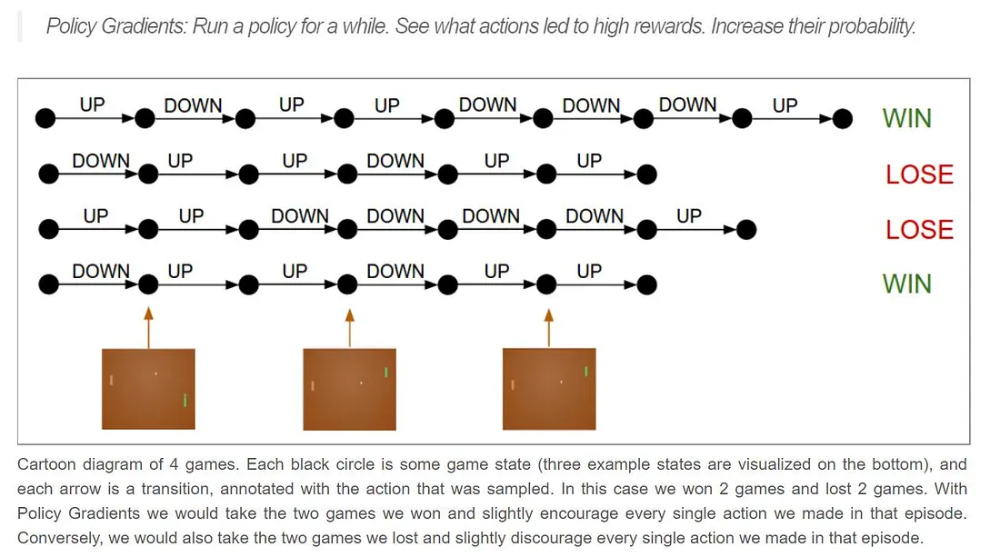 Policy Gradients: Run a policy for a while. See what actions led to high rewards. Increase their probability.
UP DOWN UP UP DOWN DOWN DOWN UP WIN
DOWN UP UP DOWN UP UP LOSE
UP UP DOWN DOWN DOWN DOWN UP LOSE
DOWN UP UP DOWN UP UP WIN
Cartoon diagram of 4 games. Each black circle is some game state (three example states are visualized on the bottom), and
each arrow is a transition, annotated with the action that was sampled. In this case we won 2 games and lost 2 games. With
Policy Gradients we would take the two games we won and slightly encourage every single action we made in that episode.
Conversely, we would also take the two games we lost and slightly discourage every single action we made in that episode.